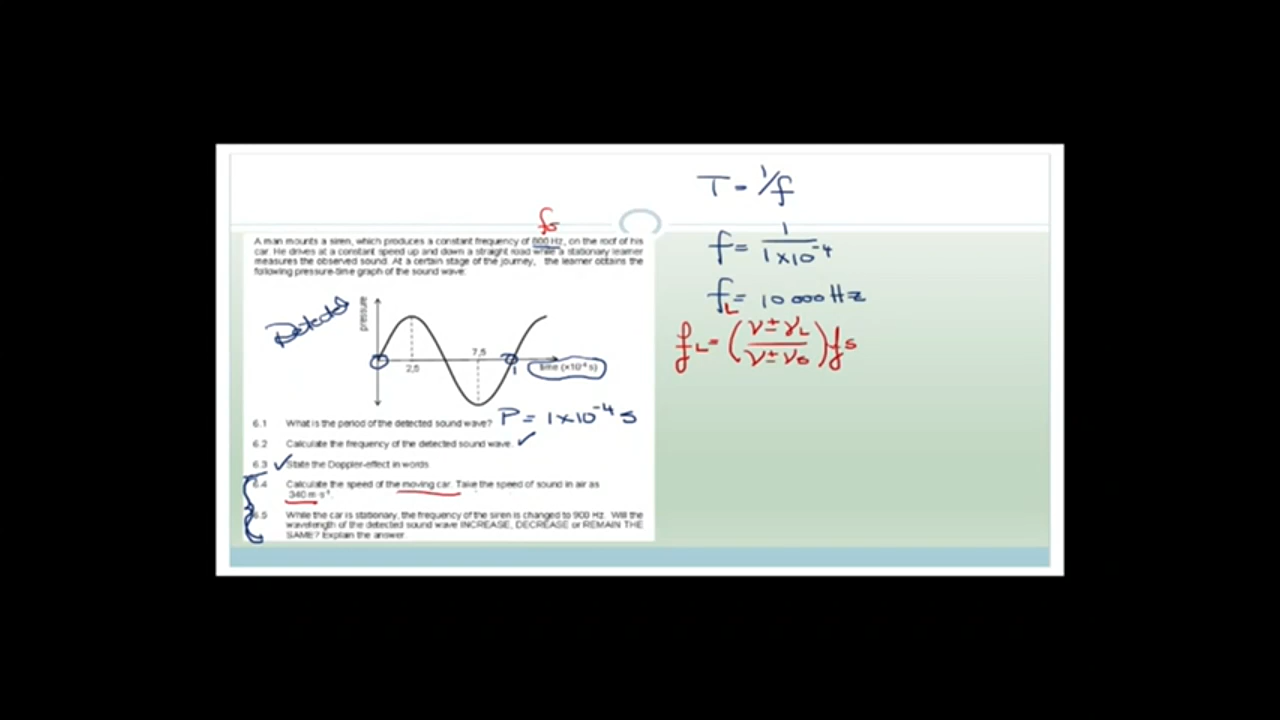 T = 1/f
f = 1
1 × 10⁻⁴
f_L = 10 000 Hz
f_L = (v ± v_L / v ± v_s) f_s
f_s
A man mounts a siren, which produces a constant frequency of 800 Hz, on the roof of his
car. He drives at a constant speed up and down a straight road while a stationary learner
measures the observed sound. At a certain stage of the journey, the learner obtains the
following pressure-time graph of the sound wave:
Detected
pressure
7,5
2,5
1
time (×10⁻⁴ s)
6.1 What is the period of the detected sound wave? P = 1 × 10⁻⁴ s
6.2 Calculate the frequency of the detected sound wave.
6.3 State the Doppler-effect in words
6.4 Calculate the speed of the moving car. Take the speed of sound in air as
340 m·s⁻¹.
6.5 While the car is stationary, the frequency of the siren is changed to 900 Hz. Will the
wavelength of the detected sound wave INCREASE, DECREASE or REMAIN THE
SAME? Explain the answer.